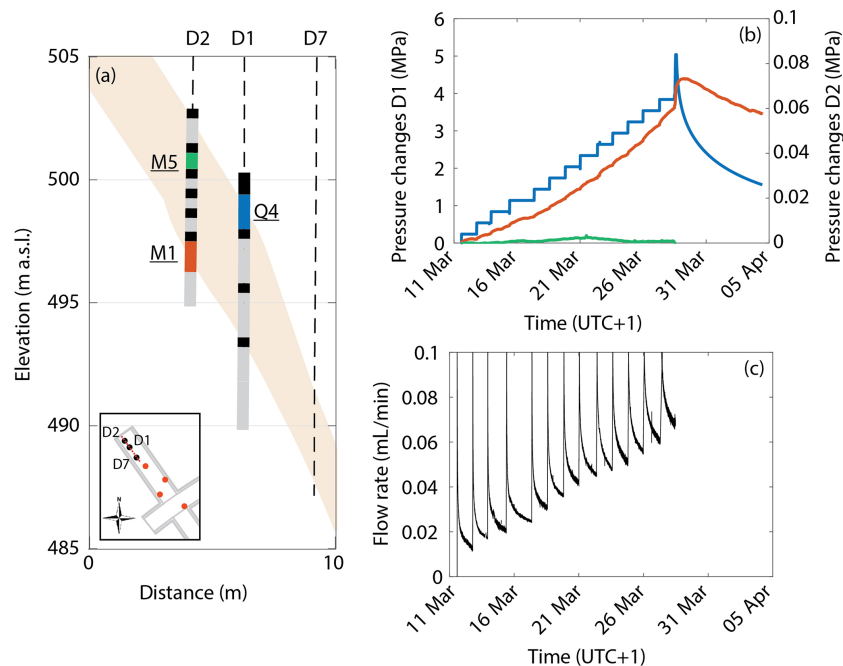 D2 D1 D7
(a)
505
500
495
490
485
Elevation (m a.s.l.)
M5
Q4
M1
D2
D1
D7
N
0 10
Distance (m)
(b)
6
5
4
3
2
1
0
Pressure changes D1 (MPa)
0.1
0.08
0.06
0.04
0.02
0
Pressure changes D2 (MPa)
11 Mar 16 Mar 21 Mar 26 Mar 31 Mar 05 Apr
Time (UTC+1)
(c)
0.1
0.08
0.06
0.04
0.02
0
Flow rate (mL/min)
11 Mar 16 Mar 21 Mar 26 Mar 31 Mar 05 Apr
Time (UTC+1)